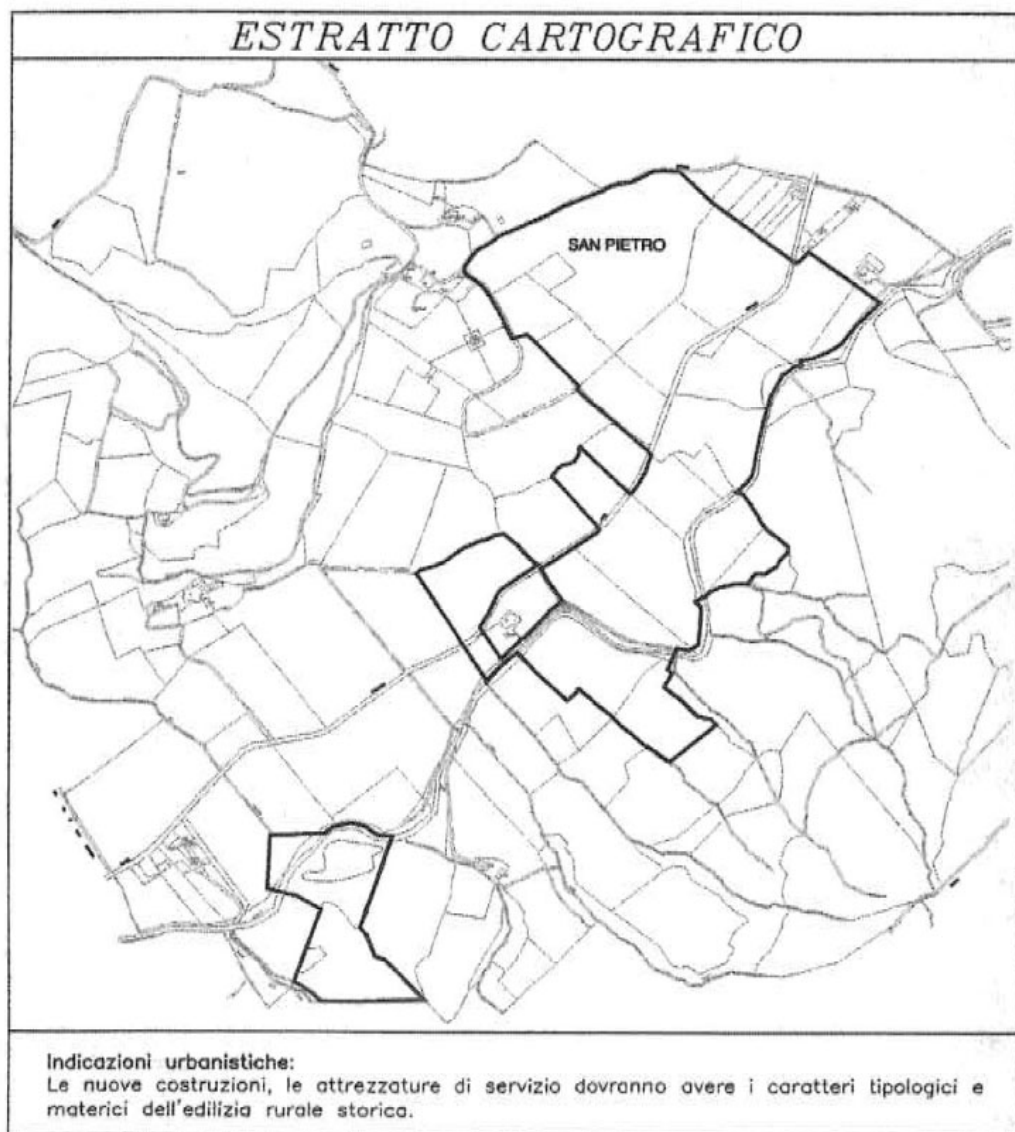 ESTRATTO CARTOGRAFICO
SAN PIETRO
Indicazioni urbanistiche:
Le nuove costruzioni, le attrezzature di servizio dovranno avere i caratteri tipologici e
materici dell'edilizia rurale storica.